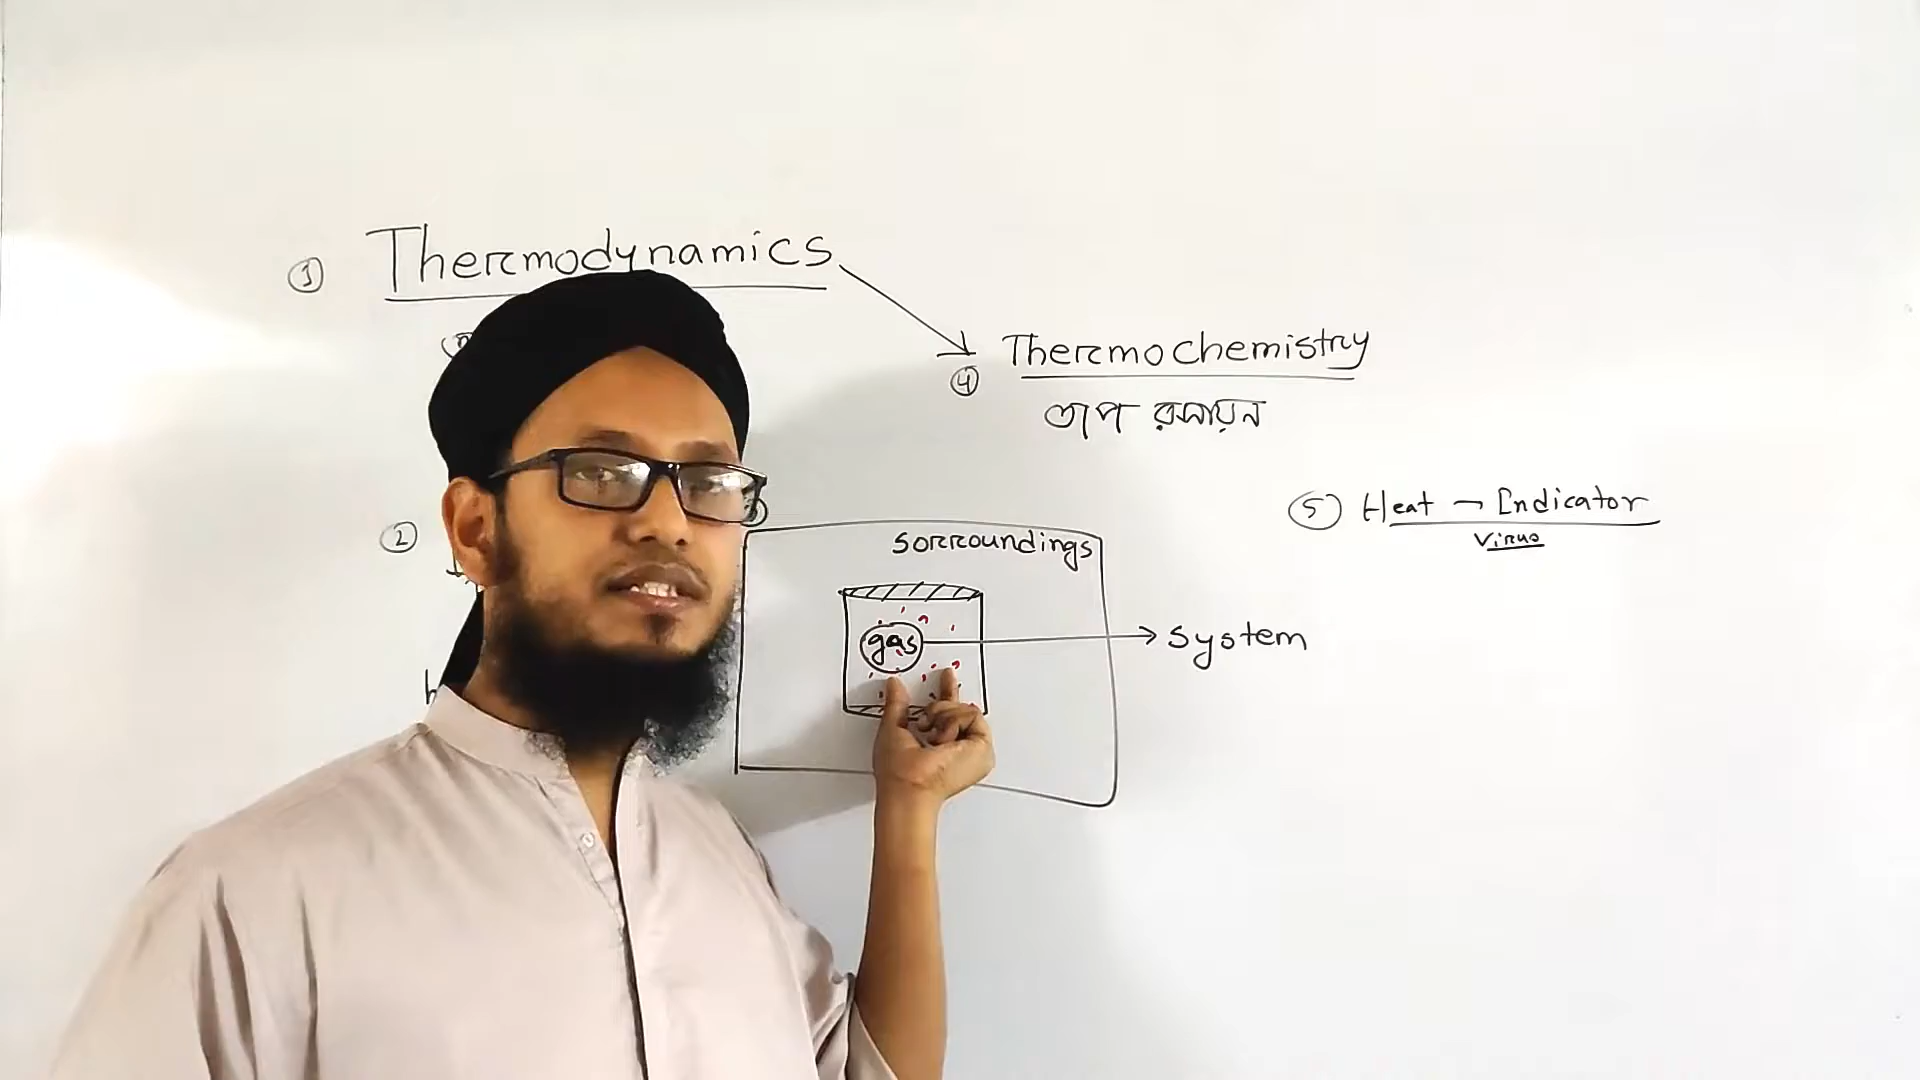 1 Thermodynamics
4 Thermochemistry
তাপ রসায়ন
5 Heat → Indicator
Virus
2
Sorroundings
gas → System